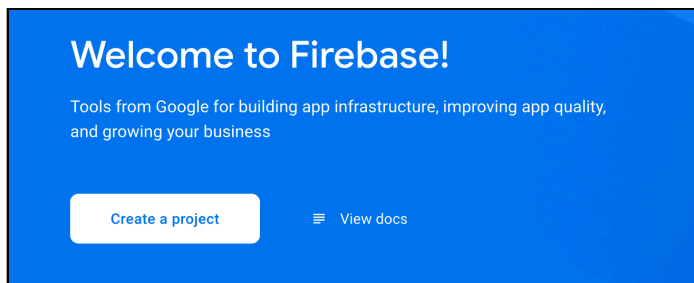 Welcome to Firebase!
Tools from Google for building app infrastructure, improving app quality,
and growing your business
Create a project
View docs